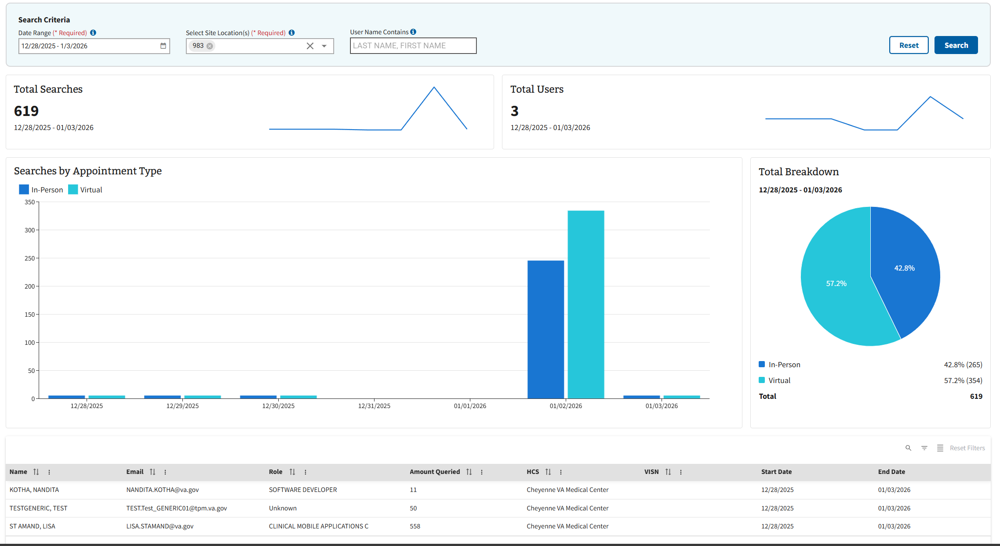 Search Criteria
Date Range (* Required)
12/28/2025 - 1/3/2026
Select Site Location(s) (* Required)
983
User Name Contains
LAST NAME, FIRST NAME
Reset
Search
Total Searches
619
12/28/2025 - 01/03/2026
Total Users
3
12/28/2025 - 01/03/2026
Searches by Appointment Type
In-Person Virtual
350
300
250
200
150
100
50
0
12/28/2025 12/29/2025 12/30/2025 12/31/2025 01/01/2026 01/02/2026 01/03/2026
Total Breakdown
12/28/2025 - 01/03/2026
42.8%
57.2%
In-Person 42.8% (265)
Virtual 57.2% (354)
Total 619
Reset Filters
Name Email Role Amount Queried HCS VISN Start Date End Date
KOTHA, NANDITA NANDITA.KOTHA@va.gov SOFTWARE DEVELOPER 11 Cheyenne VA Medical Center 12/28/2025 01/03/2026
TESTGENERIC, TEST TEST.Test_GENERIC01@tpm.va.gov Unknown 50 Cheyenne VA Medical Center 12/28/2025 01/03/2026
ST AMAND, LISA LISA.STAMAND@va.gov CLINICAL MOBILE APPLICATIONS C 558 Cheyenne VA Medical Center 12/28/2025 01/03/2026